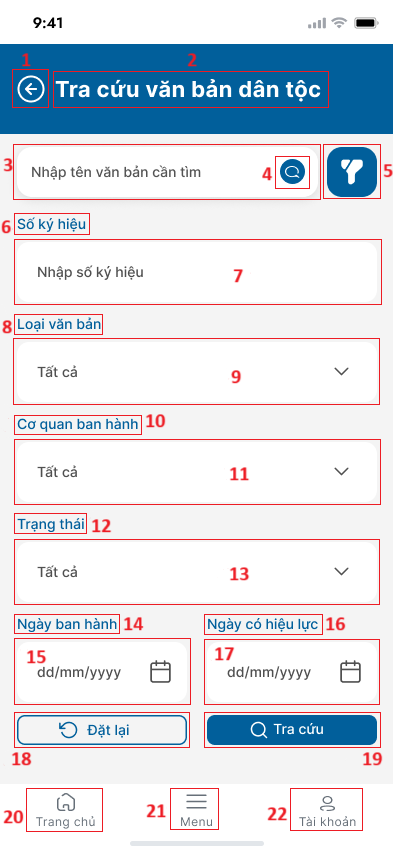 9:41
1
2
Tra cứu văn bản dân tộc
3
Nhập tên văn bản cần tìm
4
5
6
Số ký hiệu
Nhập số ký hiệu
7
8
Loại văn bản
Tất cả
9
Cơ quan ban hành
10
Tất cả
11
Trạng thái
12
Tất cả
13
Ngày ban hành
14
Ngày có hiệu lực
16
15
dd/mm/yyyy
17
dd/mm/yyyy
Đặt lại
Tra cứu
18
19
20
Trang chủ
21
Menu
22
Tài khoản